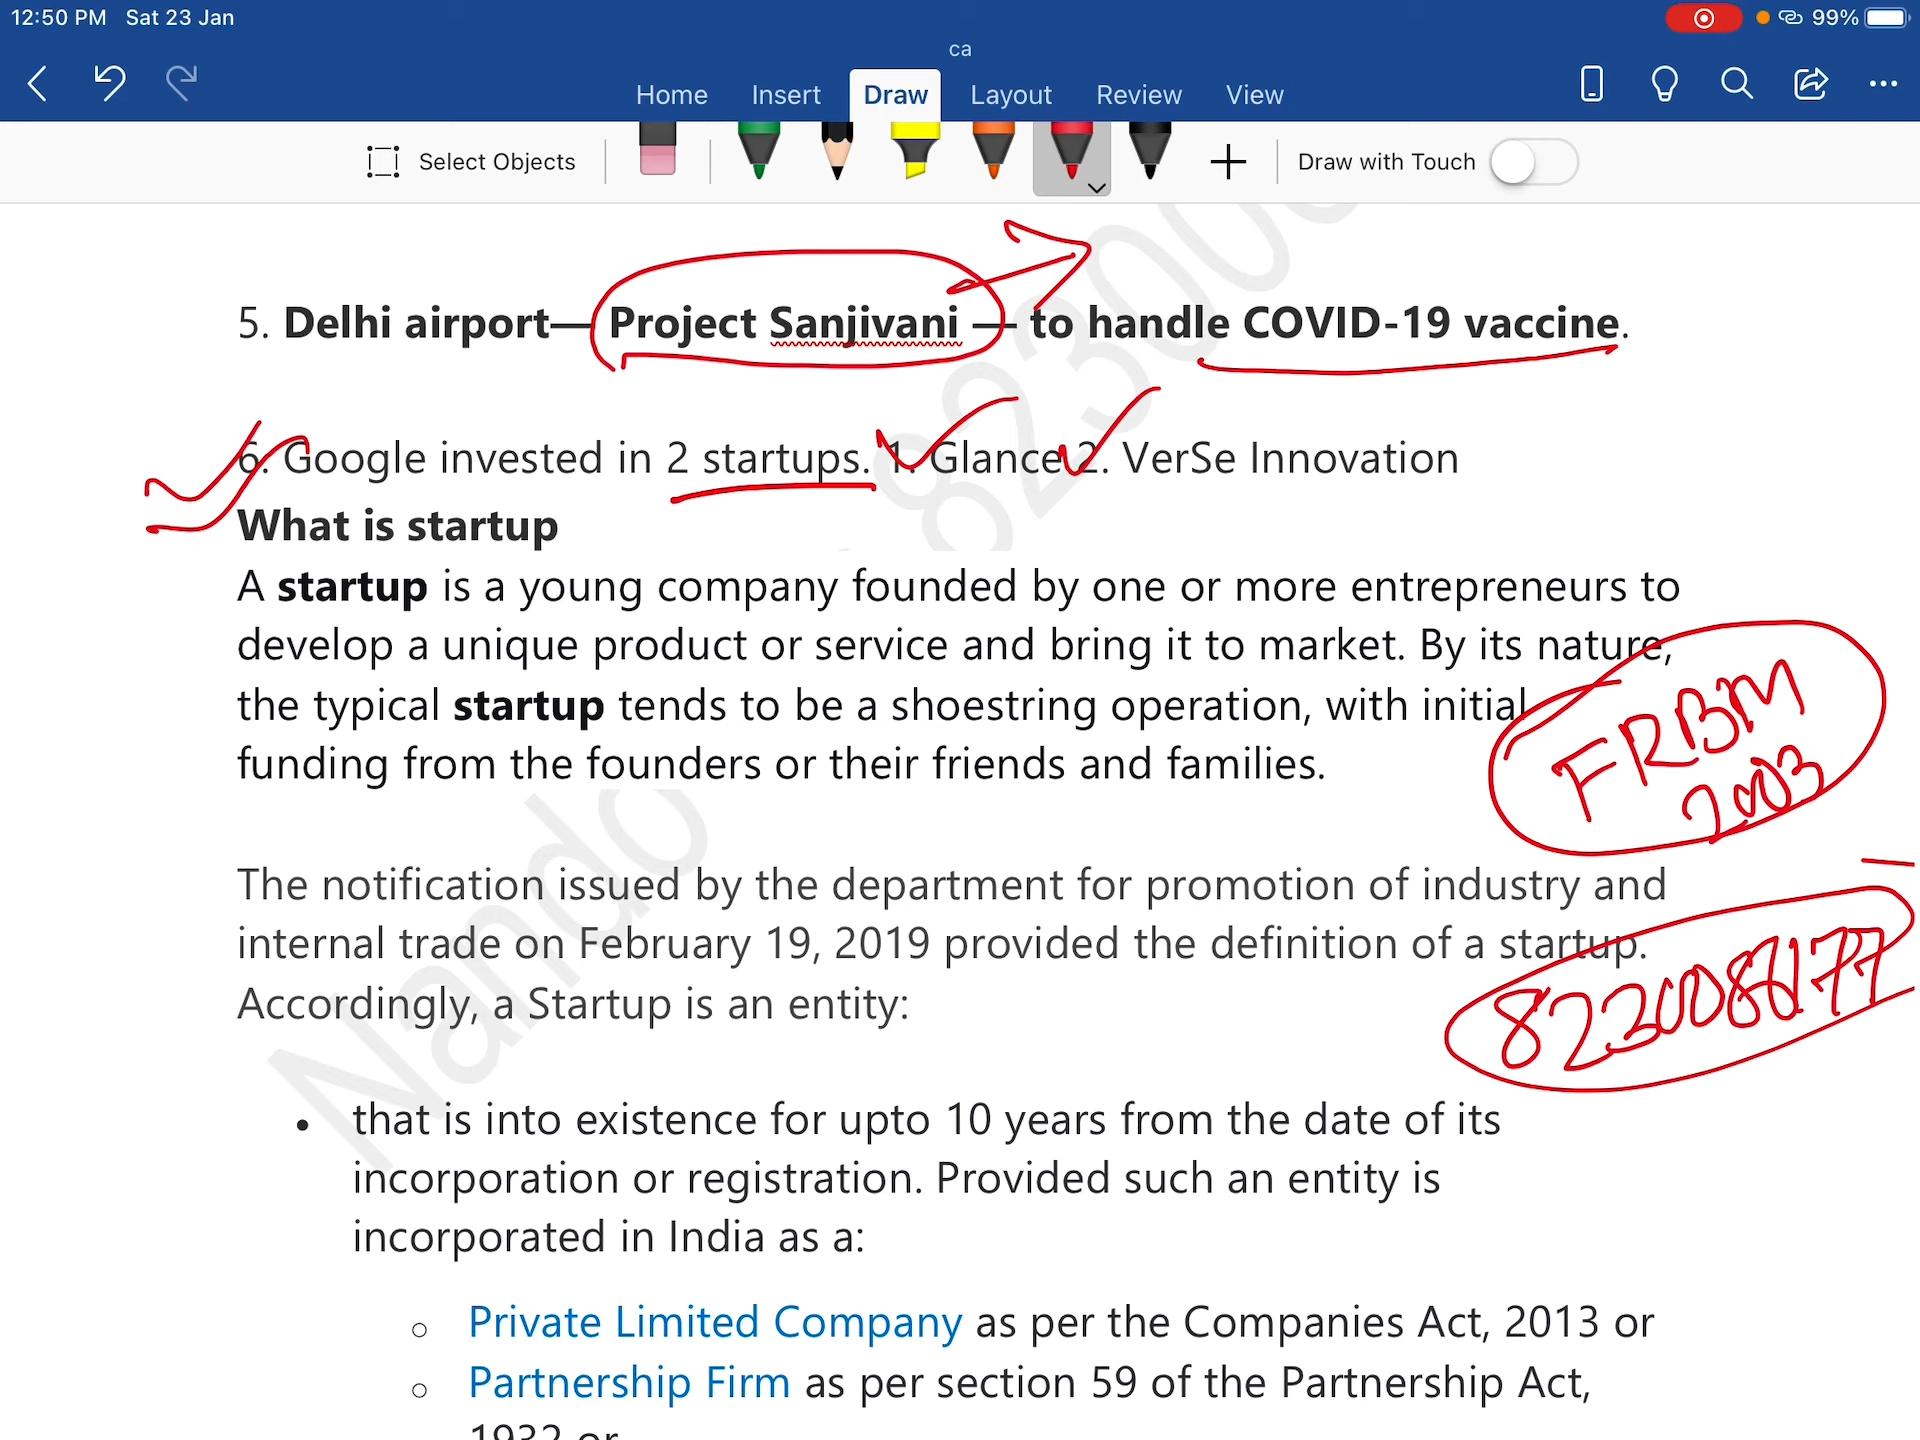 12:50 PM Sat 23 Jan
99%
ca
Home Insert Draw Layout Review View
Select Objects
Draw with Touch
5. Delhi airport— Project Sanjivani — to handle COVID-19 vaccine.
6. Google invested in 2 startups. 1. Glance 2. VerSe Innovation
What is startup
A startup is a young company founded by one or more entrepreneurs to
develop a unique product or service and bring it to market. By its nature,
the typical startup tends to be a shoestring operation, with initial
funding from the founders or their friends and families.
FRBM
2003
The notification issued by the department for promotion of industry and
internal trade on February 19, 2019 provided the definition of a startup.
Accordingly, a Startup is an entity:
• that is into existence for upto 10 years from the date of its
incorporation or registration. Provided such an entity is
incorporated in India as a:
○ Private Limited Company as per the Companies Act, 2013 or
○ Partnership Firm as per section 59 of the Partnership Act,
1932 or
Nando